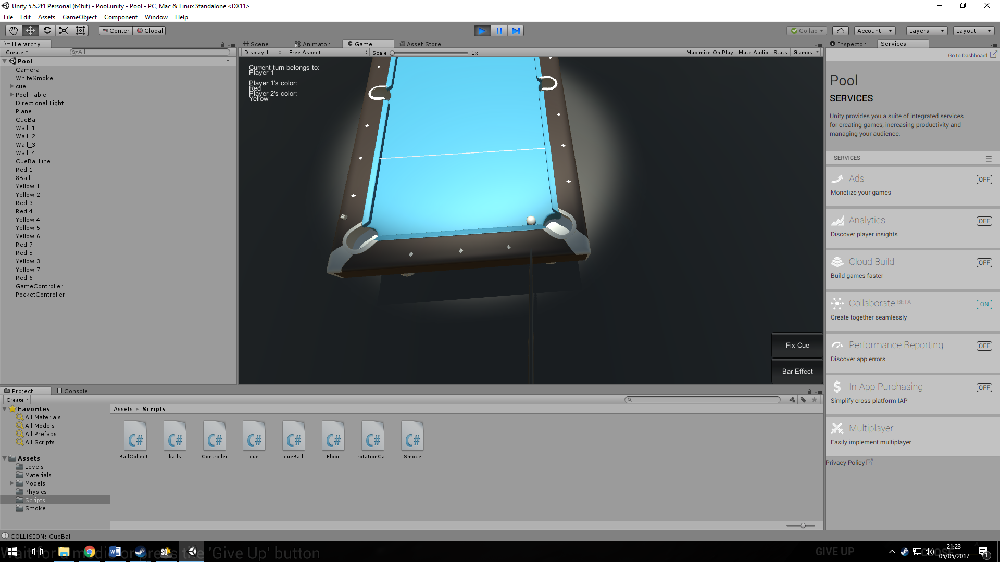 Unity 5.5.2f1 Personal (64bit) - Pool.unity - Pool - PC, Mac & Linux Standalone <DX11>
File Edit Assets GameObject Component Window Help
Center Global Collab Account Layers Layout
Hierarchy
Create All
Pool
Camera
WhiteSmoke
cue
Pool Table
Directional Light
Plane
CueBall
Wall_1
Wall_2
Wall_3
Wall_4
CueBallLine
Red 1
8Ball
Yellow 1
Yellow 2
Red 3
Red 4
Yellow 4
Yellow 5
Yellow 6
Red 7
Red 5
Yellow 3
Yellow 7
Red 6
GameController
PocketController
Scene Animator Game Asset Store
Display 1 Free Aspect Scale 1x Maximize On Play Mute Audio Stats Gizmos
Current turn belongs to:
Player 1
Player 1's color:
Red
Player 2's color:
Yellow
Fix Cue
Bar Effect
Inspector Services
Go to Dashboard
Pool
SERVICES
Unity provides you a suite of integrated services
for creating games, increasing productivity and
managing your audience.
SERVICES
Ads OFF
Monetize your games
Analytics OFF
Discover player insights
Cloud Build OFF
Build games faster
Collaborate BETA ON
Create together seamlessly
Performance Reporting OFF
Discover app errors
In-App Purchasing OFF
Simplify cross-platform IAP
Multiplayer
Easily implement multiplayer
Privacy Policy
Project Console
Create
Favorites
All Materials
All Models
All Prefabs
All Scripts
Assets
Levels
Materials
Models
Physics
Scripts
Smoke
Assets Scripts
C# C# C# C# C# C# C# C#
BallCollect... balls Controller cue cueBall Floor rotationCa... Smoke
COLLISION: CueBall
Wait for a medic or press the 'Give Up' button
GIVE UP
CLOSE
21:23
05/05/2017
1